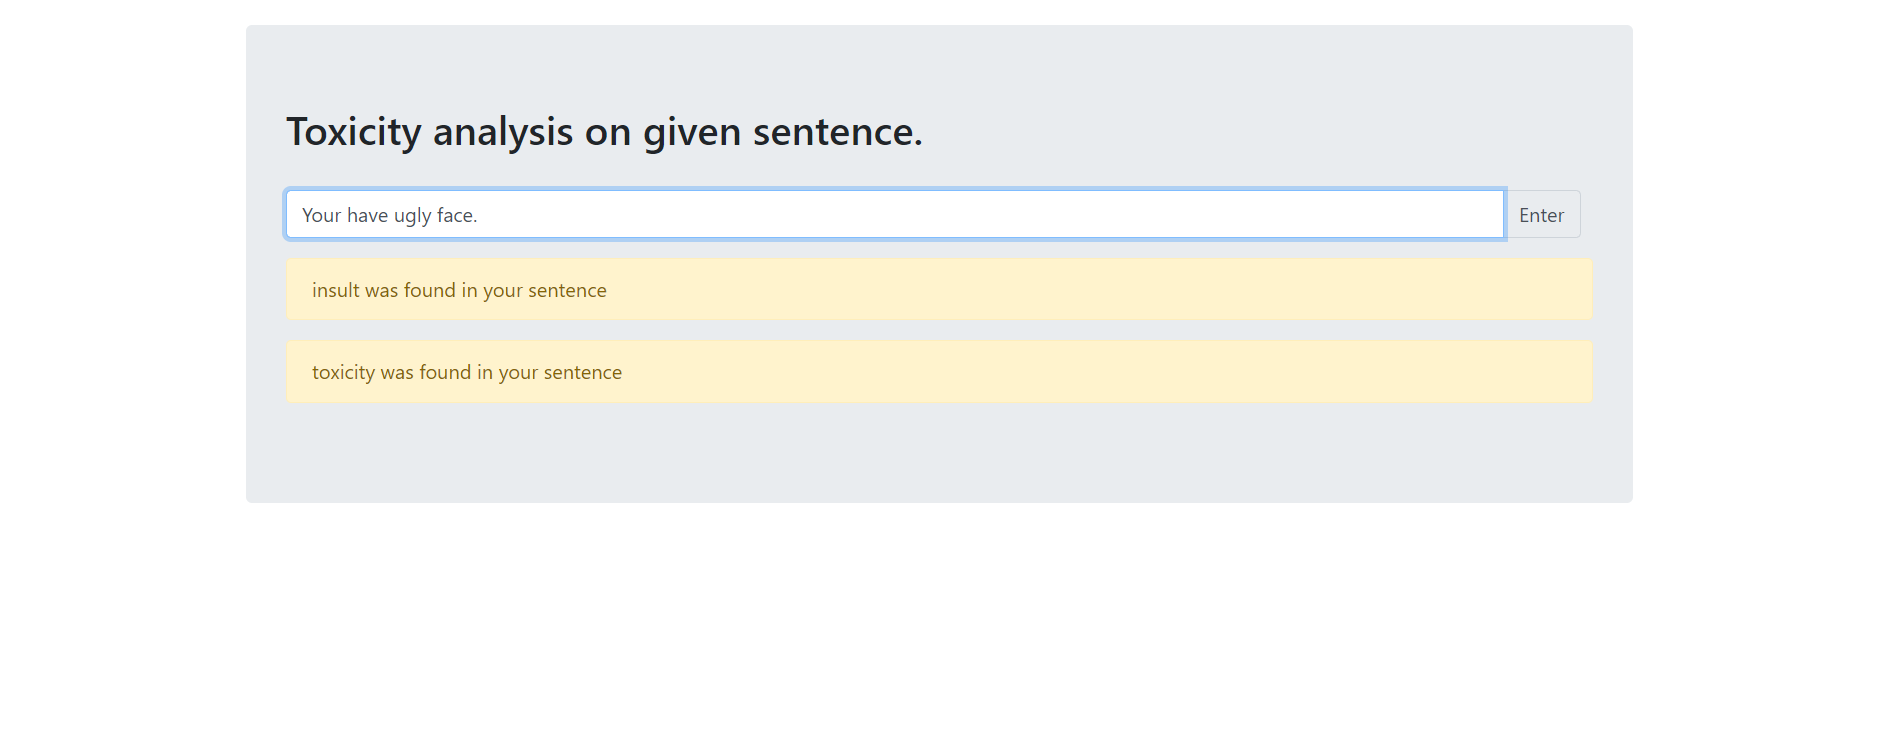 Toxicity analysis on given sentence.
Your have ugly face.
Enter
insult was found in your sentence
toxicity was found in your sentence